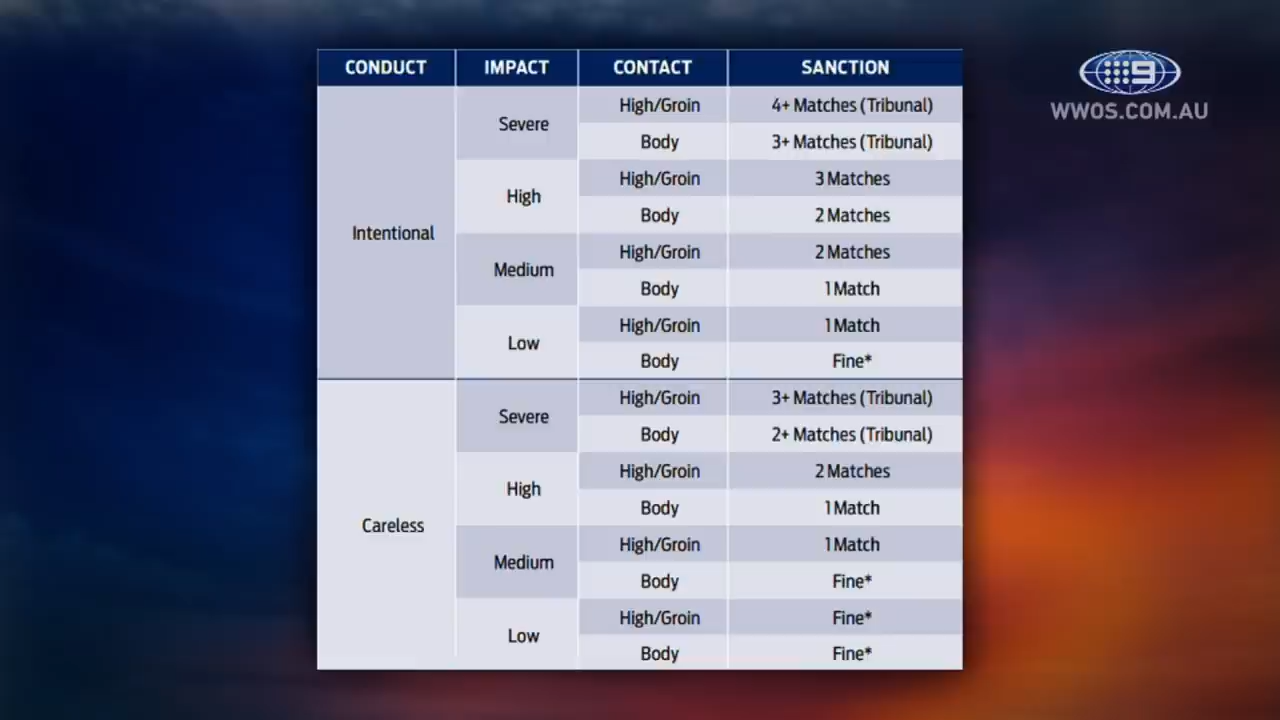 CONDUCT IMPACT CONTACT SANCTION
9
WWOS.COM.AU
Intentional Severe High/Groin 4+ Matches (Tribunal)
Body 3+ Matches (Tribunal)
High High/Groin 3 Matches
Body 2 Matches
Medium High/Groin 2 Matches
Body 1 Match
Low High/Groin 1 Match
Body Fine*
Careless Severe High/Groin 3+ Matches (Tribunal)
Body 2+ Matches (Tribunal)
High High/Groin 2 Matches
Body 1 Match
Medium High/Groin 1 Match
Body Fine*
Low High/Groin Fine*
Body Fine*